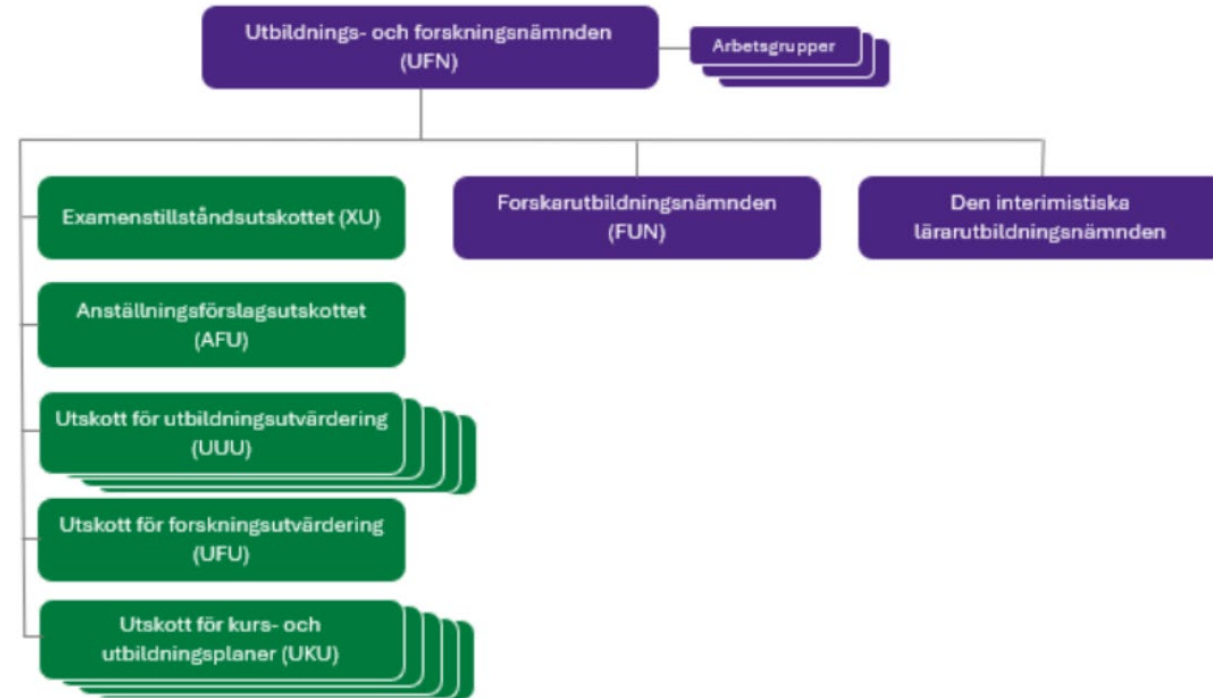 Utbildnings- och forskningsnämnden
(UFN)
Arbetsgrupper
Examenstillståndsutskottet (XU)
Forskarutbildningsnämnden
(FUN)
Den interimistiska
lärarutbildningsnämnden
Anställningsförslagsutskottet
(AFU)
Utskott för utbildningsutvärdering
(UUU)
Utskott för forskningsutvärdering
(UFU)
Utskott för kurs- och
utbildningsplaner (UKU)